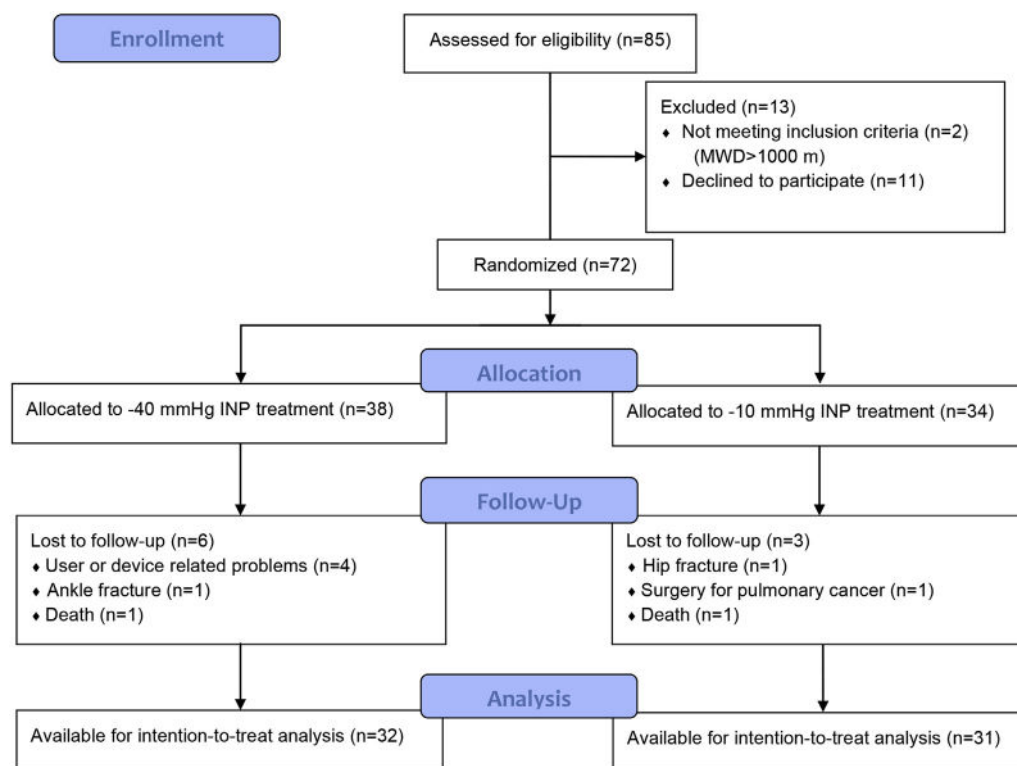 Enrollment
Assessed for eligibility (n=85)
Excluded (n=13)
♦ Not meeting inclusion criteria (n=2)
(MWD>1000 m)
♦ Declined to participate (n=11)
Randomized (n=72)
Allocation
Allocated to -40 mmHg INP treatment (n=38)
Allocated to -10 mmHg INP treatment (n=34)
Follow-Up
Lost to follow-up (n=6)
♦ User or device related problems (n=4)
♦ Ankle fracture (n=1)
♦ Death (n=1)
Lost to follow-up (n=3)
♦ Hip fracture (n=1)
♦ Surgery for pulmonary cancer (n=1)
♦ Death (n=1)
Analysis
Available for intention-to-treat analysis (n=32)
Available for intention-to-treat analysis (n=31)